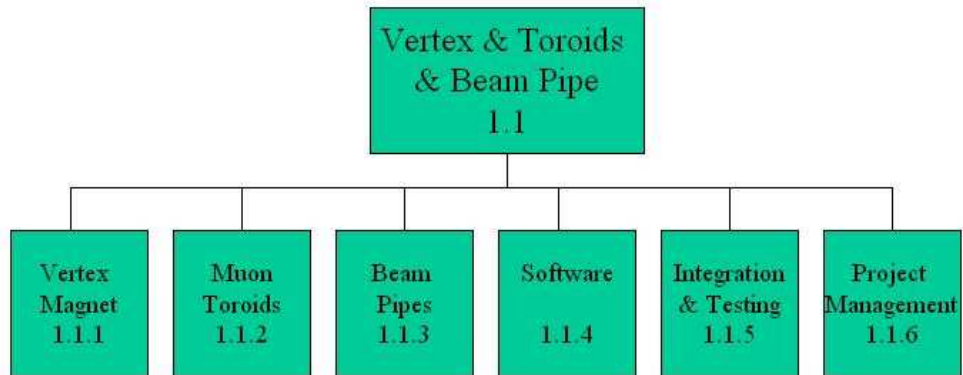 Vertex & Toroids
& Beam Pipe
1.1
Vertex
Magnet
1.1.1
Muon
Toroids
1.1.2
Beam
Pipes
1.1.3
Software
1.1.4
Integration
& Testing
1.1.5
Project
Management
1.1.6